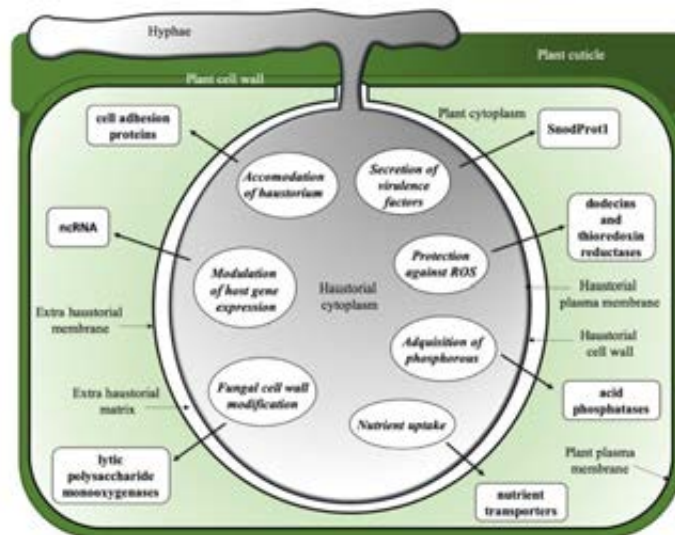 Hyphae
Plant cuticle
Plant cell wall
Plant cytoplasm
cell adhesion
proteins
SnodProt1
Accomodation
of haustorium
Secretion of
virulence
factors
dodecins
and
thioredoxin
reductases
ncRNA
Protection
against ROS
Modulation
of host gene
expression
Haustorial
cytoplasm
Haustorial
plasma membrane
Extra haustorial
membrane
Haustorial
cell wall
Adquisition of
phosphorous
Extra haustorial
matrix
Fungal cell wall
modification
acid
phosphatases
Nutrient uptake
Plant plasma
membrane
lytic
polysaccharide
monooxygenases
nutrient
transporters